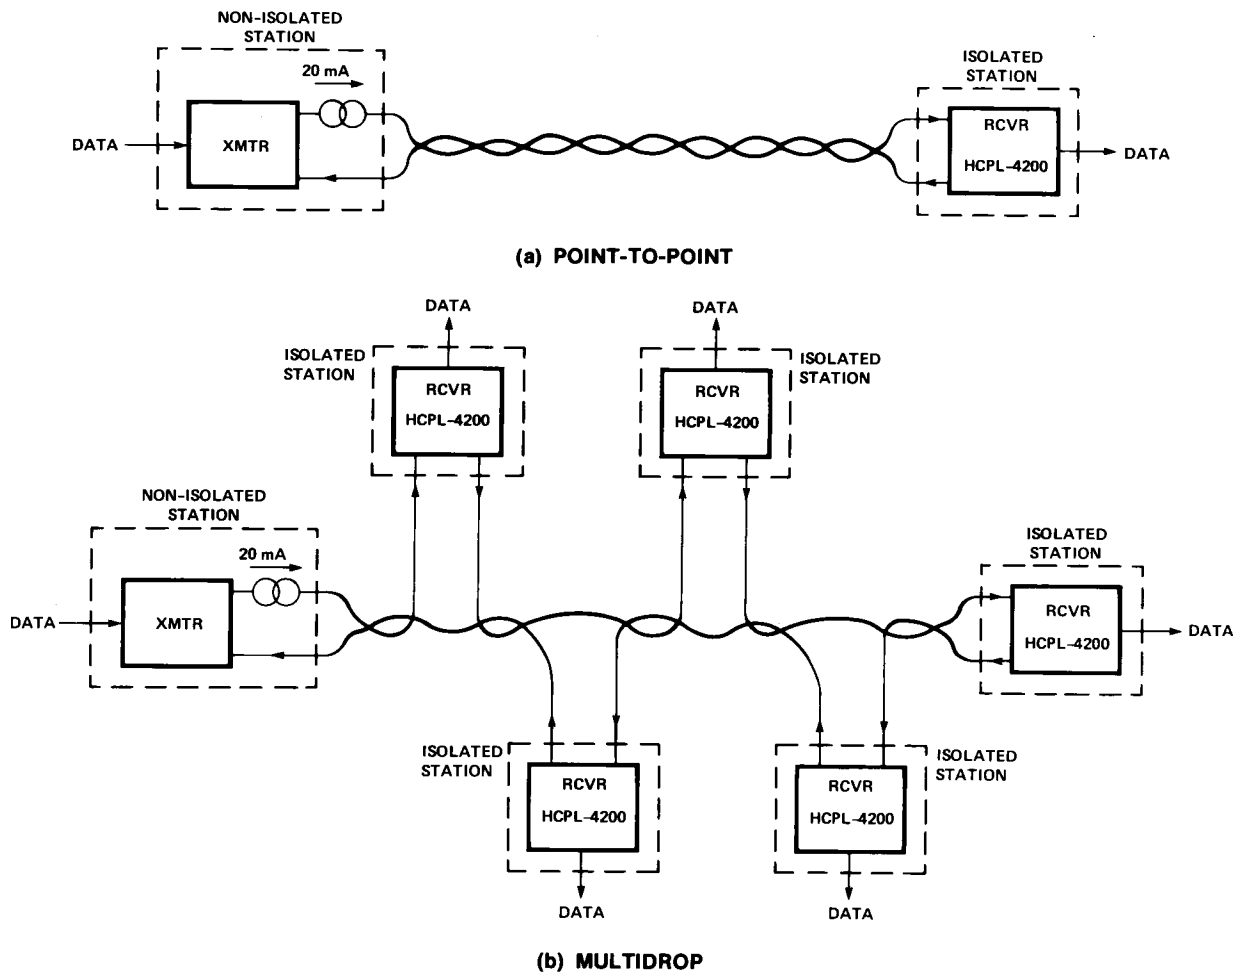 NON-ISOLATED
STATION
20 mA
DATA
XMTR
ISOLATED
STATION
RCVR
HCPL-4200
DATA
(a) POINT-TO-POINT
DATA
ISOLATED
STATION
RCVR
HCPL-4200
DATA
ISOLATED
STATION
RCVR
HCPL-4200
NON-ISOLATED
STATION
20 mA
DATA
XMTR
ISOLATED
STATION
RCVR
HCPL-4200
DATA
ISOLATED
STATION
RCVR
HCPL-4200
DATA
ISOLATED
STATION
RCVR
HCPL-4200
DATA
(b) MULTIDROP